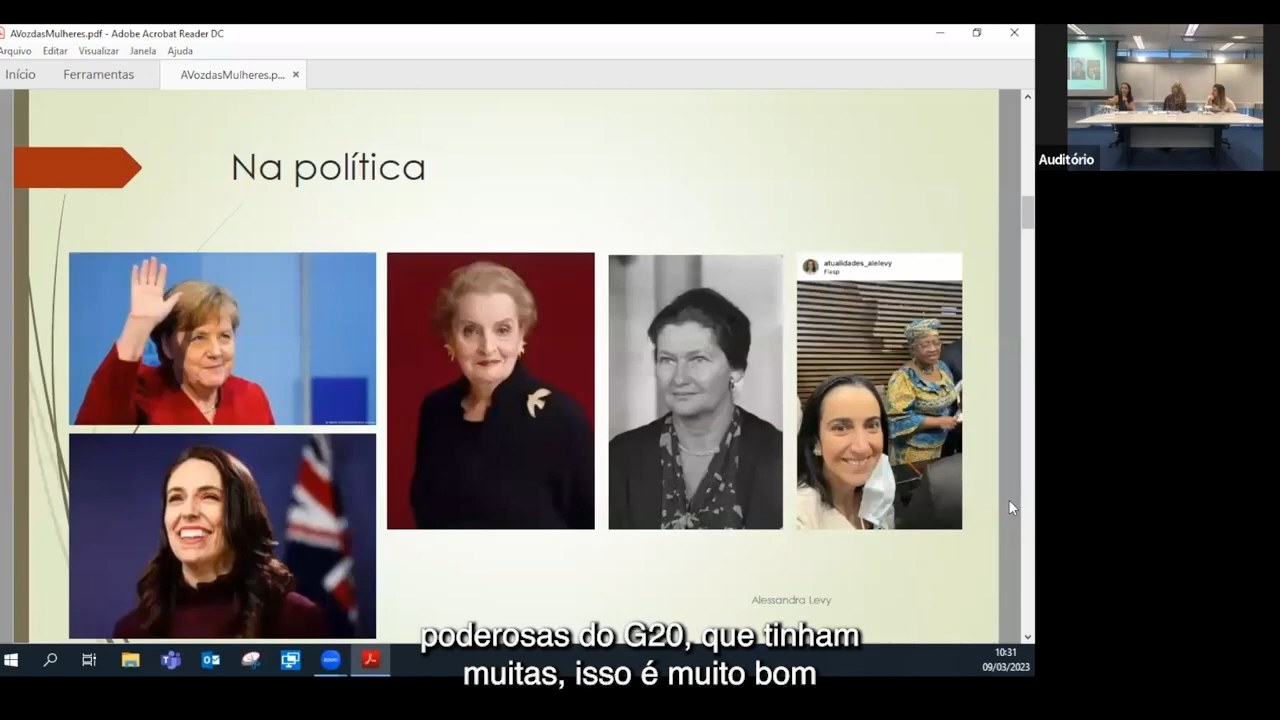 AVozdasMulheres.pdf - Adobe Acrobat Reader DC
Arquivo Editar Visualizar Janela Ajuda
Início Ferramentas AVozdasMulheres.p... ×
Na política
atualidades_alelevy
Fiesp
Auditório
Alessandra Levy
poderosas do G20, que tinham
muitas, isso é muito bom
zoom
10:31
09/03/2023